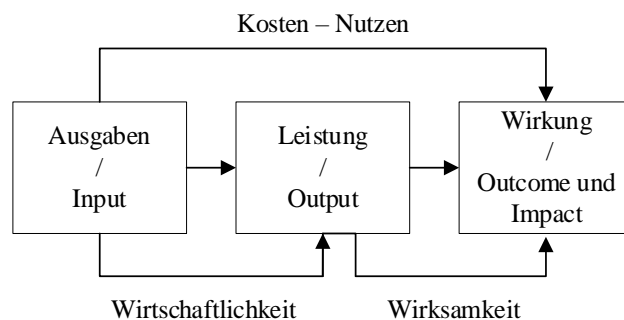 Kosten – Nutzen
Ausgaben
/
Input
Leistung
/
Output
Wirkung
/
Outcome und
Impact
Wirtschaftlichkeit
Wirksamkeit